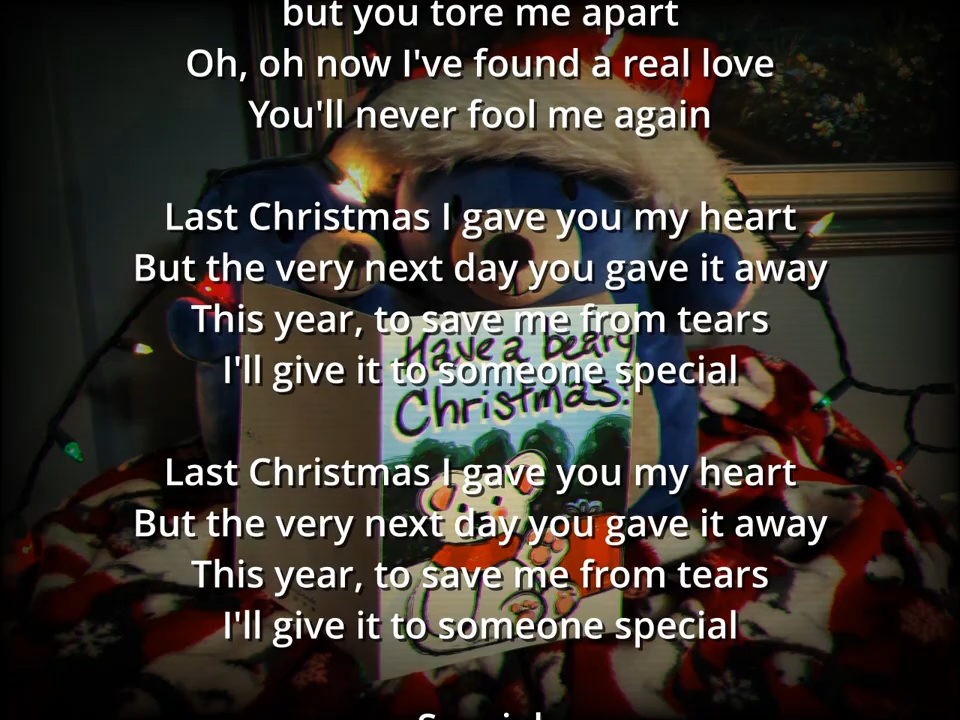 but you tore me apart
Oh, oh now I've found a real love
You'll never fool me again
Last Christmas I gave you my heart
But the very next day you gave it away
This year, to save me from tears
I'll give it to someone special
Have a beary
Christmas!
Last Christmas I gave you my heart
But the very next day you gave it away
This year, to save me from tears
I'll give it to someone special
Special